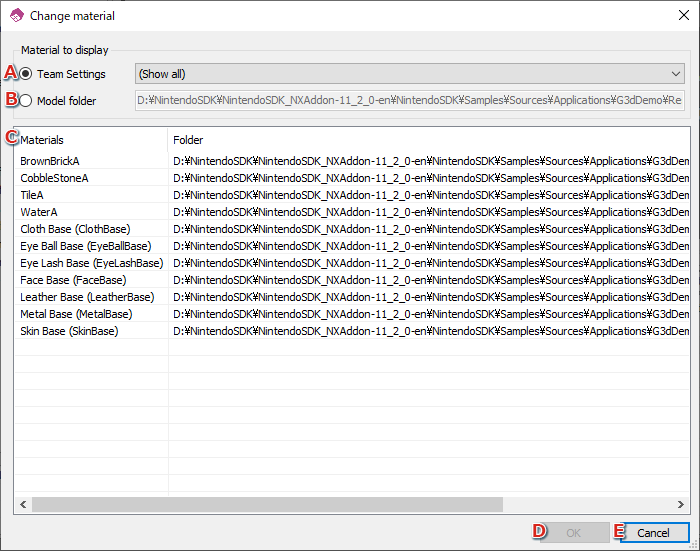 Change material
Material to display
A Team Settings (Show all)
B Model folder D:¥NintendoSDK¥NintendoSDK_NXAddon-11_2_0-en¥NintendoSDK¥Samples¥Sources¥Applications¥G3dDemo¥Re
C Materials Folder
BrownBrickA D:¥NintendoSDK¥NintendoSDK_NXAddon-11_2_0-en¥NintendoSDK¥Samples¥Sources¥Applications¥G3dDem
CobbleStoneA D:¥NintendoSDK¥NintendoSDK_NXAddon-11_2_0-en¥NintendoSDK¥Samples¥Sources¥Applications¥G3dDem
TileA D:¥NintendoSDK¥NintendoSDK_NXAddon-11_2_0-en¥NintendoSDK¥Samples¥Sources¥Applications¥G3dDem
WaterA D:¥NintendoSDK¥NintendoSDK_NXAddon-11_2_0-en¥NintendoSDK¥Samples¥Sources¥Applications¥G3dDem
Cloth Base (ClothBase) D:¥NintendoSDK¥NintendoSDK_NXAddon-11_2_0-en¥NintendoSDK¥Samples¥Sources¥Applications¥G3dDem
Eye Ball Base (EyeBallBase) D:¥NintendoSDK¥NintendoSDK_NXAddon-11_2_0-en¥NintendoSDK¥Samples¥Sources¥Applications¥G3dDem
Eye Lash Base (EyeLashBase) D:¥NintendoSDK¥NintendoSDK_NXAddon-11_2_0-en¥NintendoSDK¥Samples¥Sources¥Applications¥G3dDem
Face Base (FaceBase) D:¥NintendoSDK¥NintendoSDK_NXAddon-11_2_0-en¥NintendoSDK¥Samples¥Sources¥Applications¥G3dDem
Leather Base (LeatherBase) D:¥NintendoSDK¥NintendoSDK_NXAddon-11_2_0-en¥NintendoSDK¥Samples¥Sources¥Applications¥G3dDem
Metal Base (MetalBase) D:¥NintendoSDK¥NintendoSDK_NXAddon-11_2_0-en¥NintendoSDK¥Samples¥Sources¥Applications¥G3dDem
Skin Base (SkinBase) D:¥NintendoSDK¥NintendoSDK_NXAddon-11_2_0-en¥NintendoSDK¥Samples¥Sources¥Applications¥G3dDem
D OK E Cancel